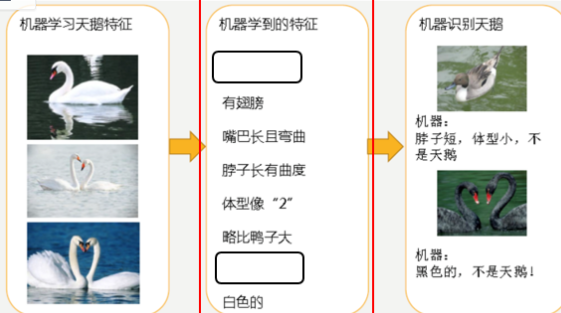 机器学习天鹅特征
机器学到的特征
有翅膀
嘴巴长且弯曲
脖子长有曲度
体型像“2”
略比鸭子大
白色的
机器识别天鹅
机器：
脖子短，体型小，不
是天鹅
机器：
黑色的，不是天鹅！